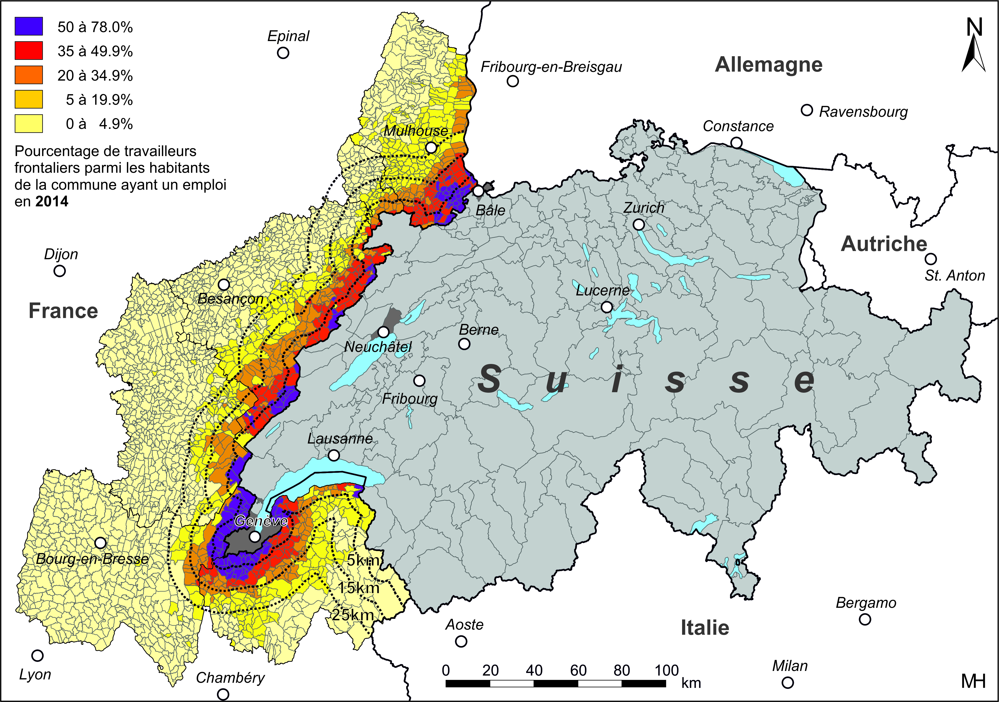 50 à 78.0%
35 à 49.9%
20 à 34.9%
5 à 19.9%
0 à 4.9%
Pourcentage de travailleurs
frontaliers parmi les habitants
de la commune ayant un emploi
en 2014
N
Epinal
Fribourg-en-Breisgau
Allemagne
Ravensbourg
Constance
Mulhouse
Bâle
Zurich
Autriche
St. Anton
Dijon
Besançon
France
Lucerne
Berne
Neuchâtel
Suisse
Fribourg
Lausanne
Genève
Bourg-en-Bresse
5km
15km
25km
Bergamo
Aoste
Italie
Lyon
Chambéry
0 20 40 60 80 100
km
Milan
MH